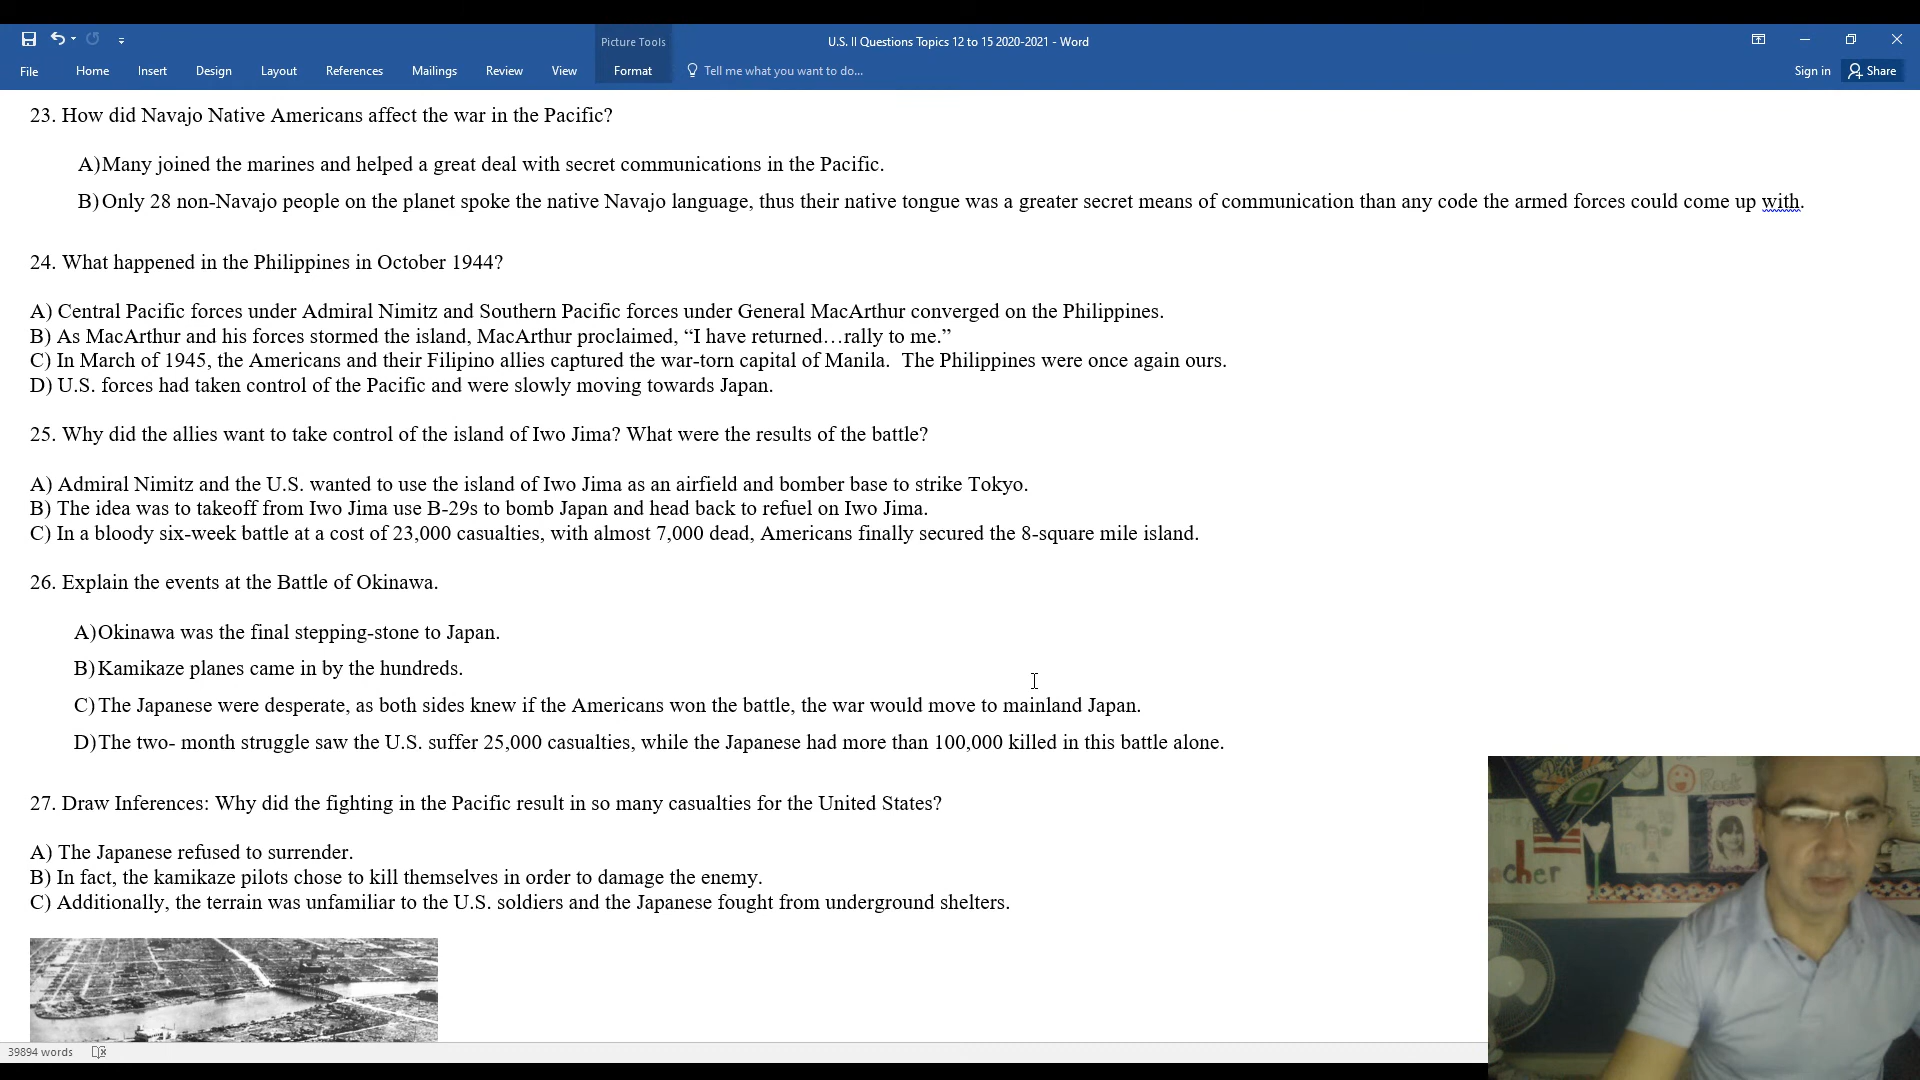 Picture Tools
U.S. II Questions Topics 12 to 15 2020-2021 - Word
File Home Insert Design Layout References Mailings Review View Format Tell me what you want to do... Sign in Share
23. How did Navajo Native Americans affect the war in the Pacific?
A)Many joined the marines and helped a great deal with secret communications in the Pacific.
B)Only 28 non-Navajo people on the planet spoke the native Navajo language, thus their native tongue was a greater secret means of communication than any code the armed forces could come up with.
24. What happened in the Philippines in October 1944?
A) Central Pacific forces under Admiral Nimitz and Southern Pacific forces under General MacArthur converged on the Philippines.
B) As MacArthur and his forces stormed the island, MacArthur proclaimed, “I have returned…rally to me.”
C) In March of 1945, the Americans and their Filipino allies captured the war-torn capital of Manila.  The Philippines were once again ours.
D) U.S. forces had taken control of the Pacific and were slowly moving towards Japan.
25. Why did the allies want to take control of the island of Iwo Jima? What were the results of the battle?
A) Admiral Nimitz and the U.S. wanted to use the island of Iwo Jima as an airfield and bomber base to strike Tokyo.
B) The idea was to takeoff from Iwo Jima use B-29s to bomb Japan and head back to refuel on Iwo Jima.
C) In a bloody six-week battle at a cost of 23,000 casualties, with almost 7,000 dead, Americans finally secured the 8-square mile island.
26. Explain the events at the Battle of Okinawa.
A)Okinawa was the final stepping-stone to Japan.
B)Kamikaze planes came in by the hundreds.
C)The Japanese were desperate, as both sides knew if the Americans won the battle, the war would move to mainland Japan.
D)The two- month struggle saw the U.S. suffer 25,000 casualties, while the Japanese had more than 100,000 killed in this battle alone.
27. Draw Inferences: Why did the fighting in the Pacific result in so many casualties for the United States?
A) The Japanese refused to surrender.
B) In fact, the kamikaze pilots chose to kill themselves in order to damage the enemy.
C) Additionally, the terrain was unfamiliar to the U.S. soldiers and the Japanese fought from underground shelters.
39894 words